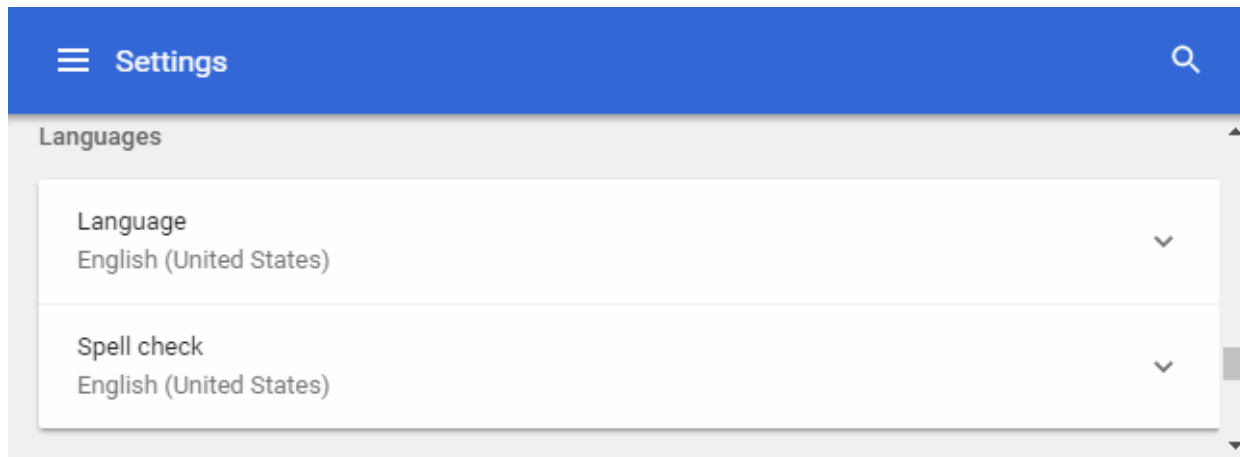 Settings
Languages
Language
English (United States)
Spell check
English (United States)